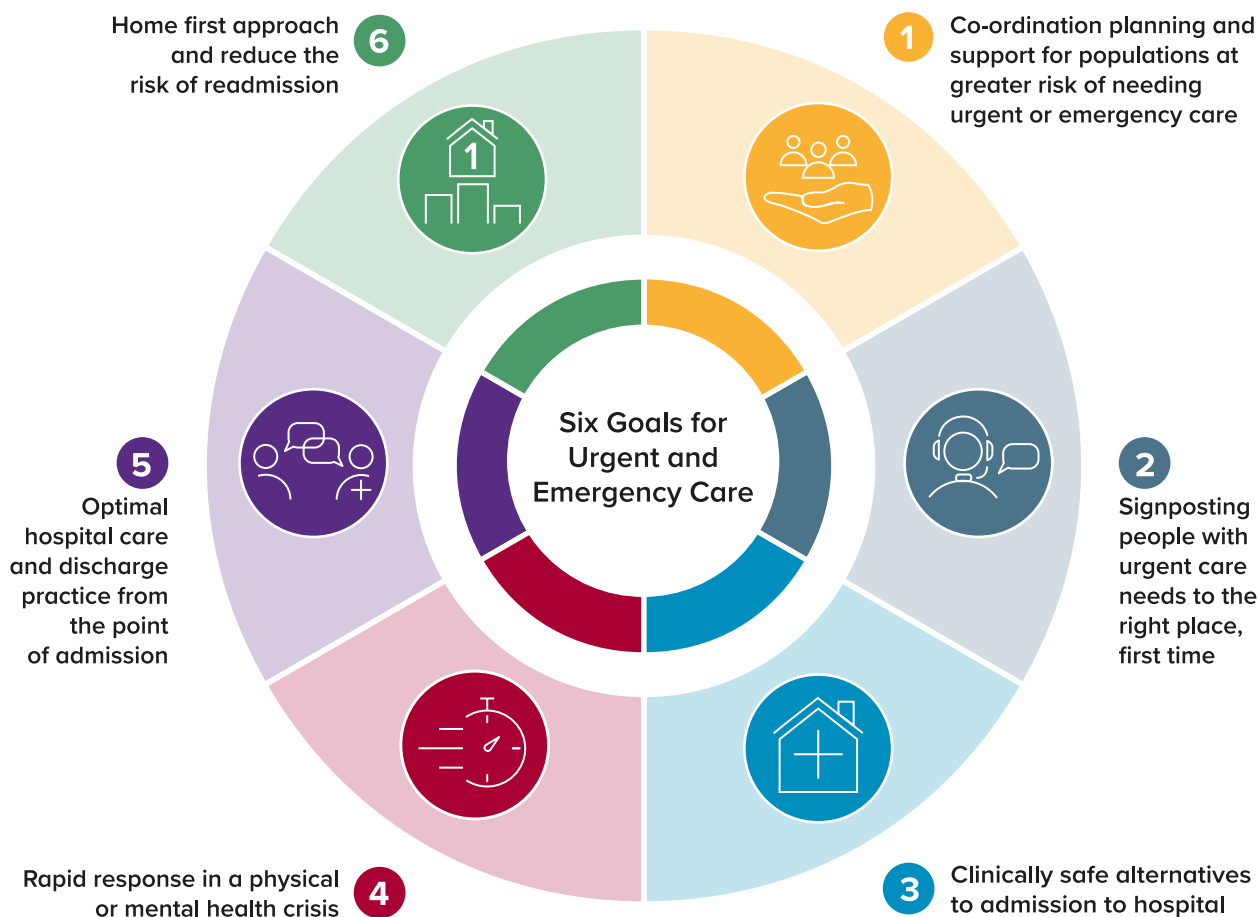 Six Goals for
Urgent and
Emergency Care
1
Co-ordination planning and
support for populations at
greater risk of needing
urgent or emergency care
2
Signposting
people with
urgent care
needs to the
right place,
first time
3
Clinically safe alternatives
to admission to hospital
4
Rapid response in a physical
or mental health crisis
5
Optimal
hospital care
and discharge
practice from
the point
of admission
6
Home first approach
and reduce the
risk of readmission
1